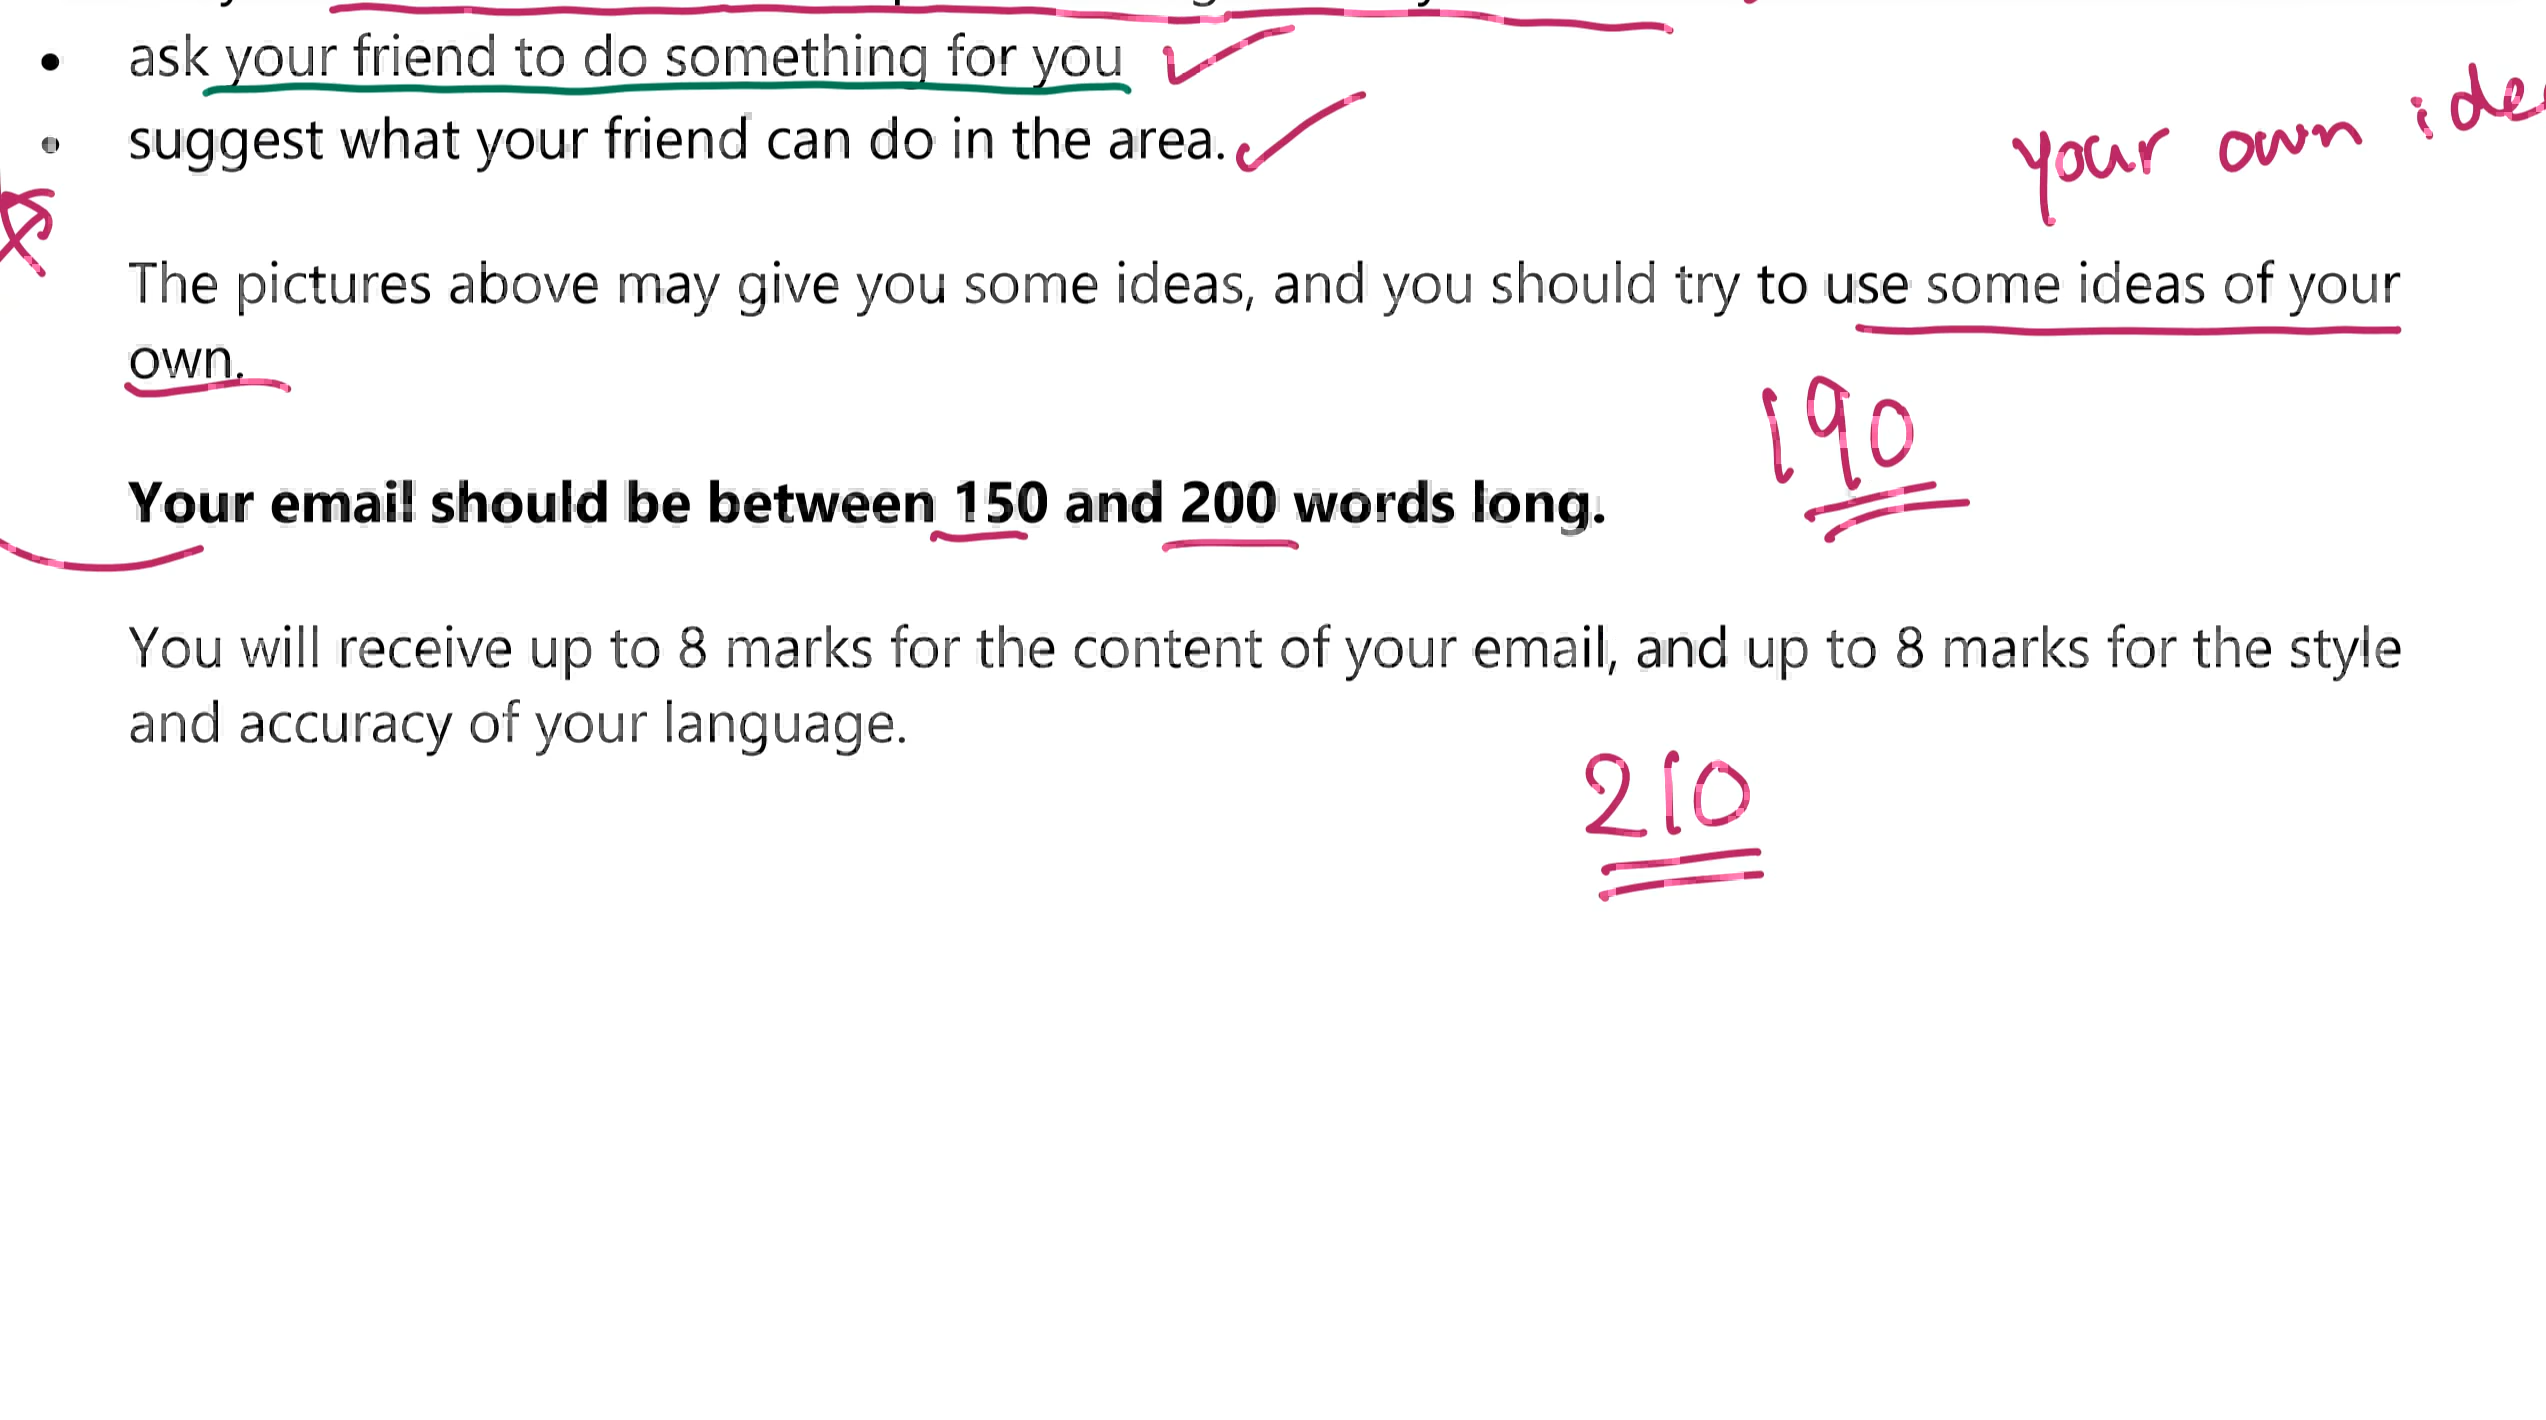 • ask your friend to do something for you
• suggest what your friend can do in the area.
your own
The pictures above may give you some ideas, and you should try to use some ideas of your
own.
190
Your email should be between 150 and 200 words long.
You will receive up to 8 marks for the content of your email, and up to 8 marks for the style
and accuracy of your language.
210